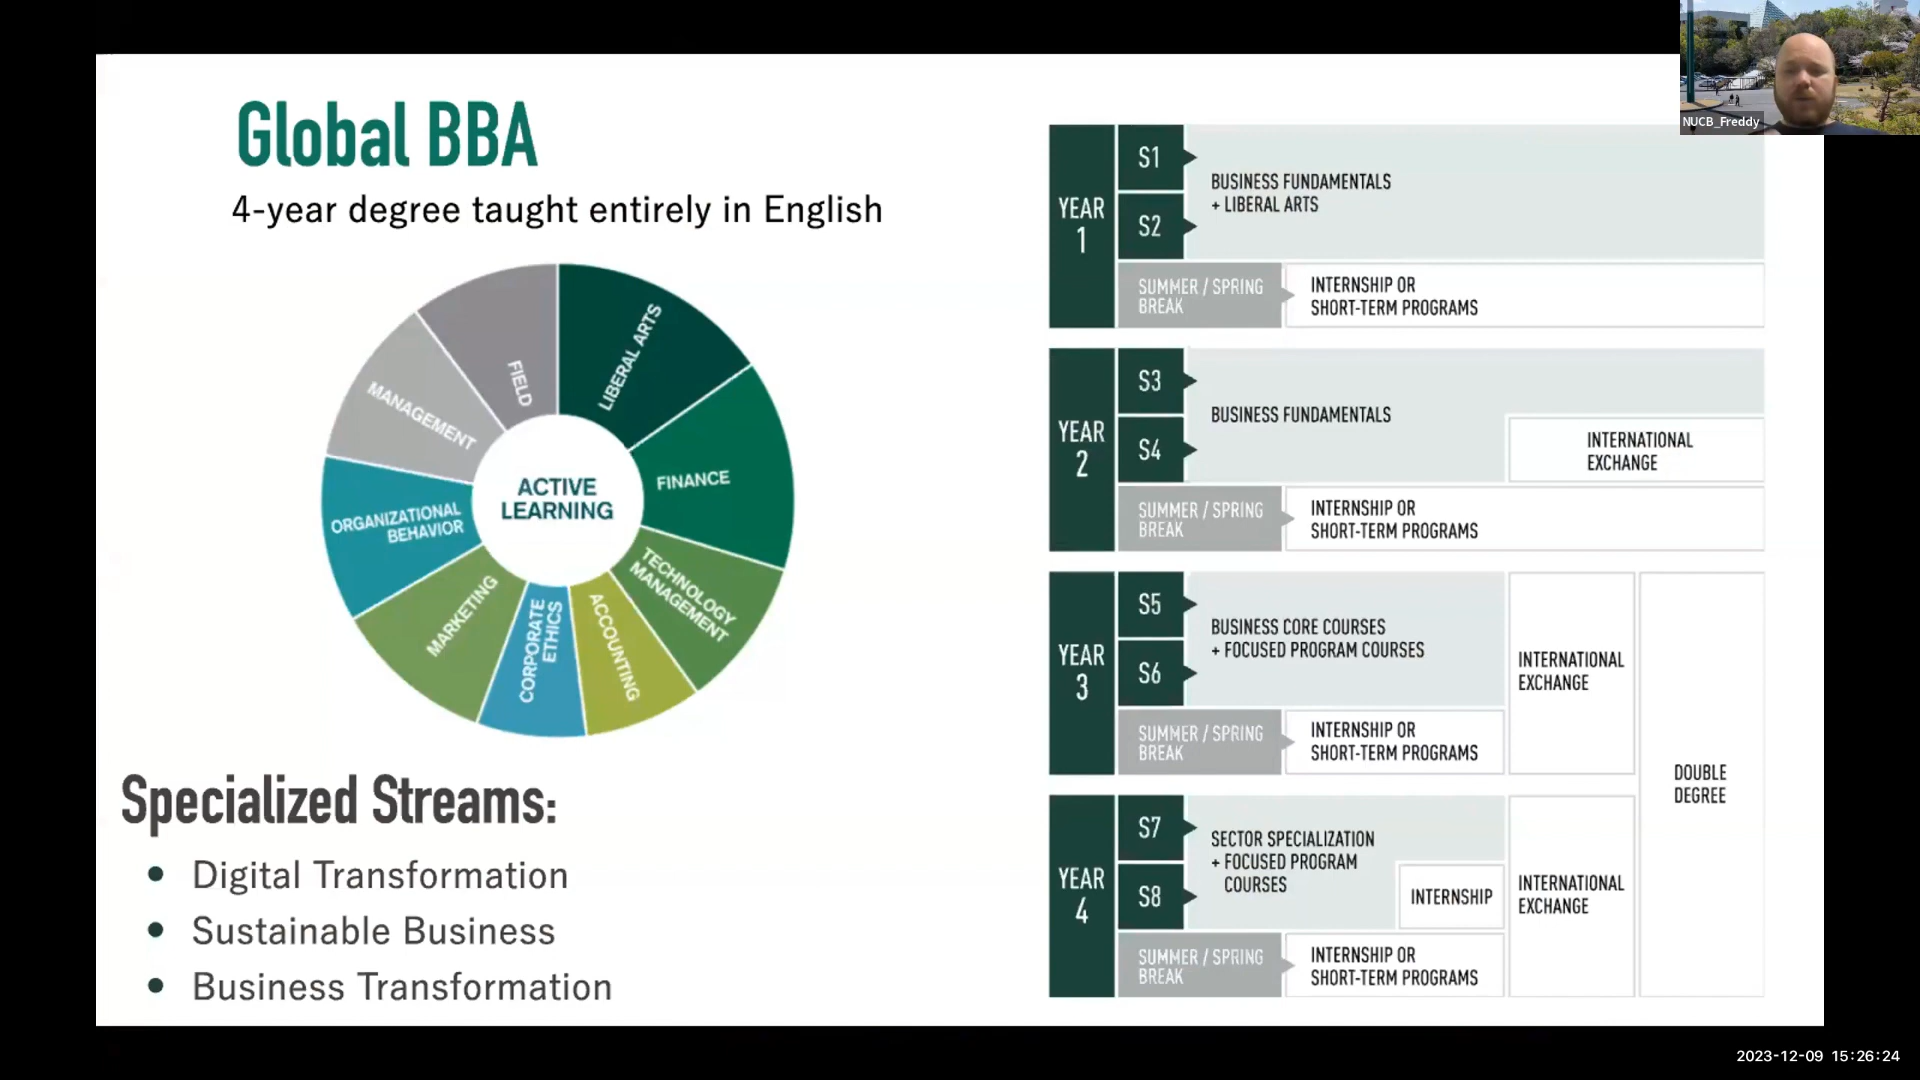 NUCB_Freddy
Global BBA
4-year degree taught entirely in English
LIBERAL ARTS
FINANCE
TECHNOLOGY
MANAGEMENT
ACCOUNTING
CORPORATE
ETHICS
MARKETING
ORGANIZATIONAL
BEHAVIOR
MANAGEMENT
FIELD
ACTIVE
LEARNING
Specialized Streams:
• Digital Transformation
• Sustainable Business
• Business Transformation
YEAR
1
S1
S2
BUSINESS FUNDAMENTALS
+ LIBERAL ARTS
SUMMER / SPRING
BREAK
INTERNSHIP OR
SHORT-TERM PROGRAMS
YEAR
2
S3
S4
BUSINESS FUNDAMENTALS
INTERNATIONAL
EXCHANGE
SUMMER / SPRING
BREAK
INTERNSHIP OR
SHORT-TERM PROGRAMS
YEAR
3
S5
S6
BUSINESS CORE COURSES
+ FOCUSED PROGRAM COURSES
SUMMER / SPRING
BREAK
INTERNSHIP OR
SHORT-TERM PROGRAMS
INTERNATIONAL
EXCHANGE
DOUBLE
DEGREE
YEAR
4
S7
S8
SECTOR SPECIALIZATION
+ FOCUSED PROGRAM
COURSES
INTERNSHIP
SUMMER / SPRING
BREAK
INTERNSHIP OR
SHORT-TERM PROGRAMS
INTERNATIONAL
EXCHANGE
2023-12-09 15:26:24